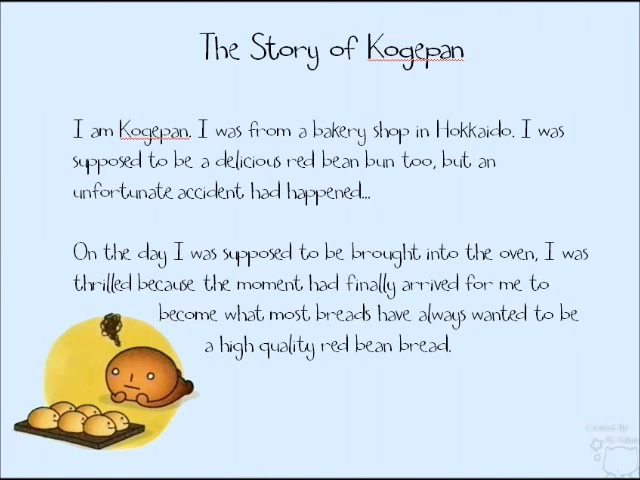 The Story of Kogepan
I am Kogepan. I was from a bakery shop in Hokkaido. I was
supposed to be a delicious red bean bun too, but an
unfortunate accident had happened...
On the day I was supposed to be brought into the oven, I was
thrilled because the moment had finally arrived for me to
become what most breads have always wanted to be
a high quality red bean bread.
Created By